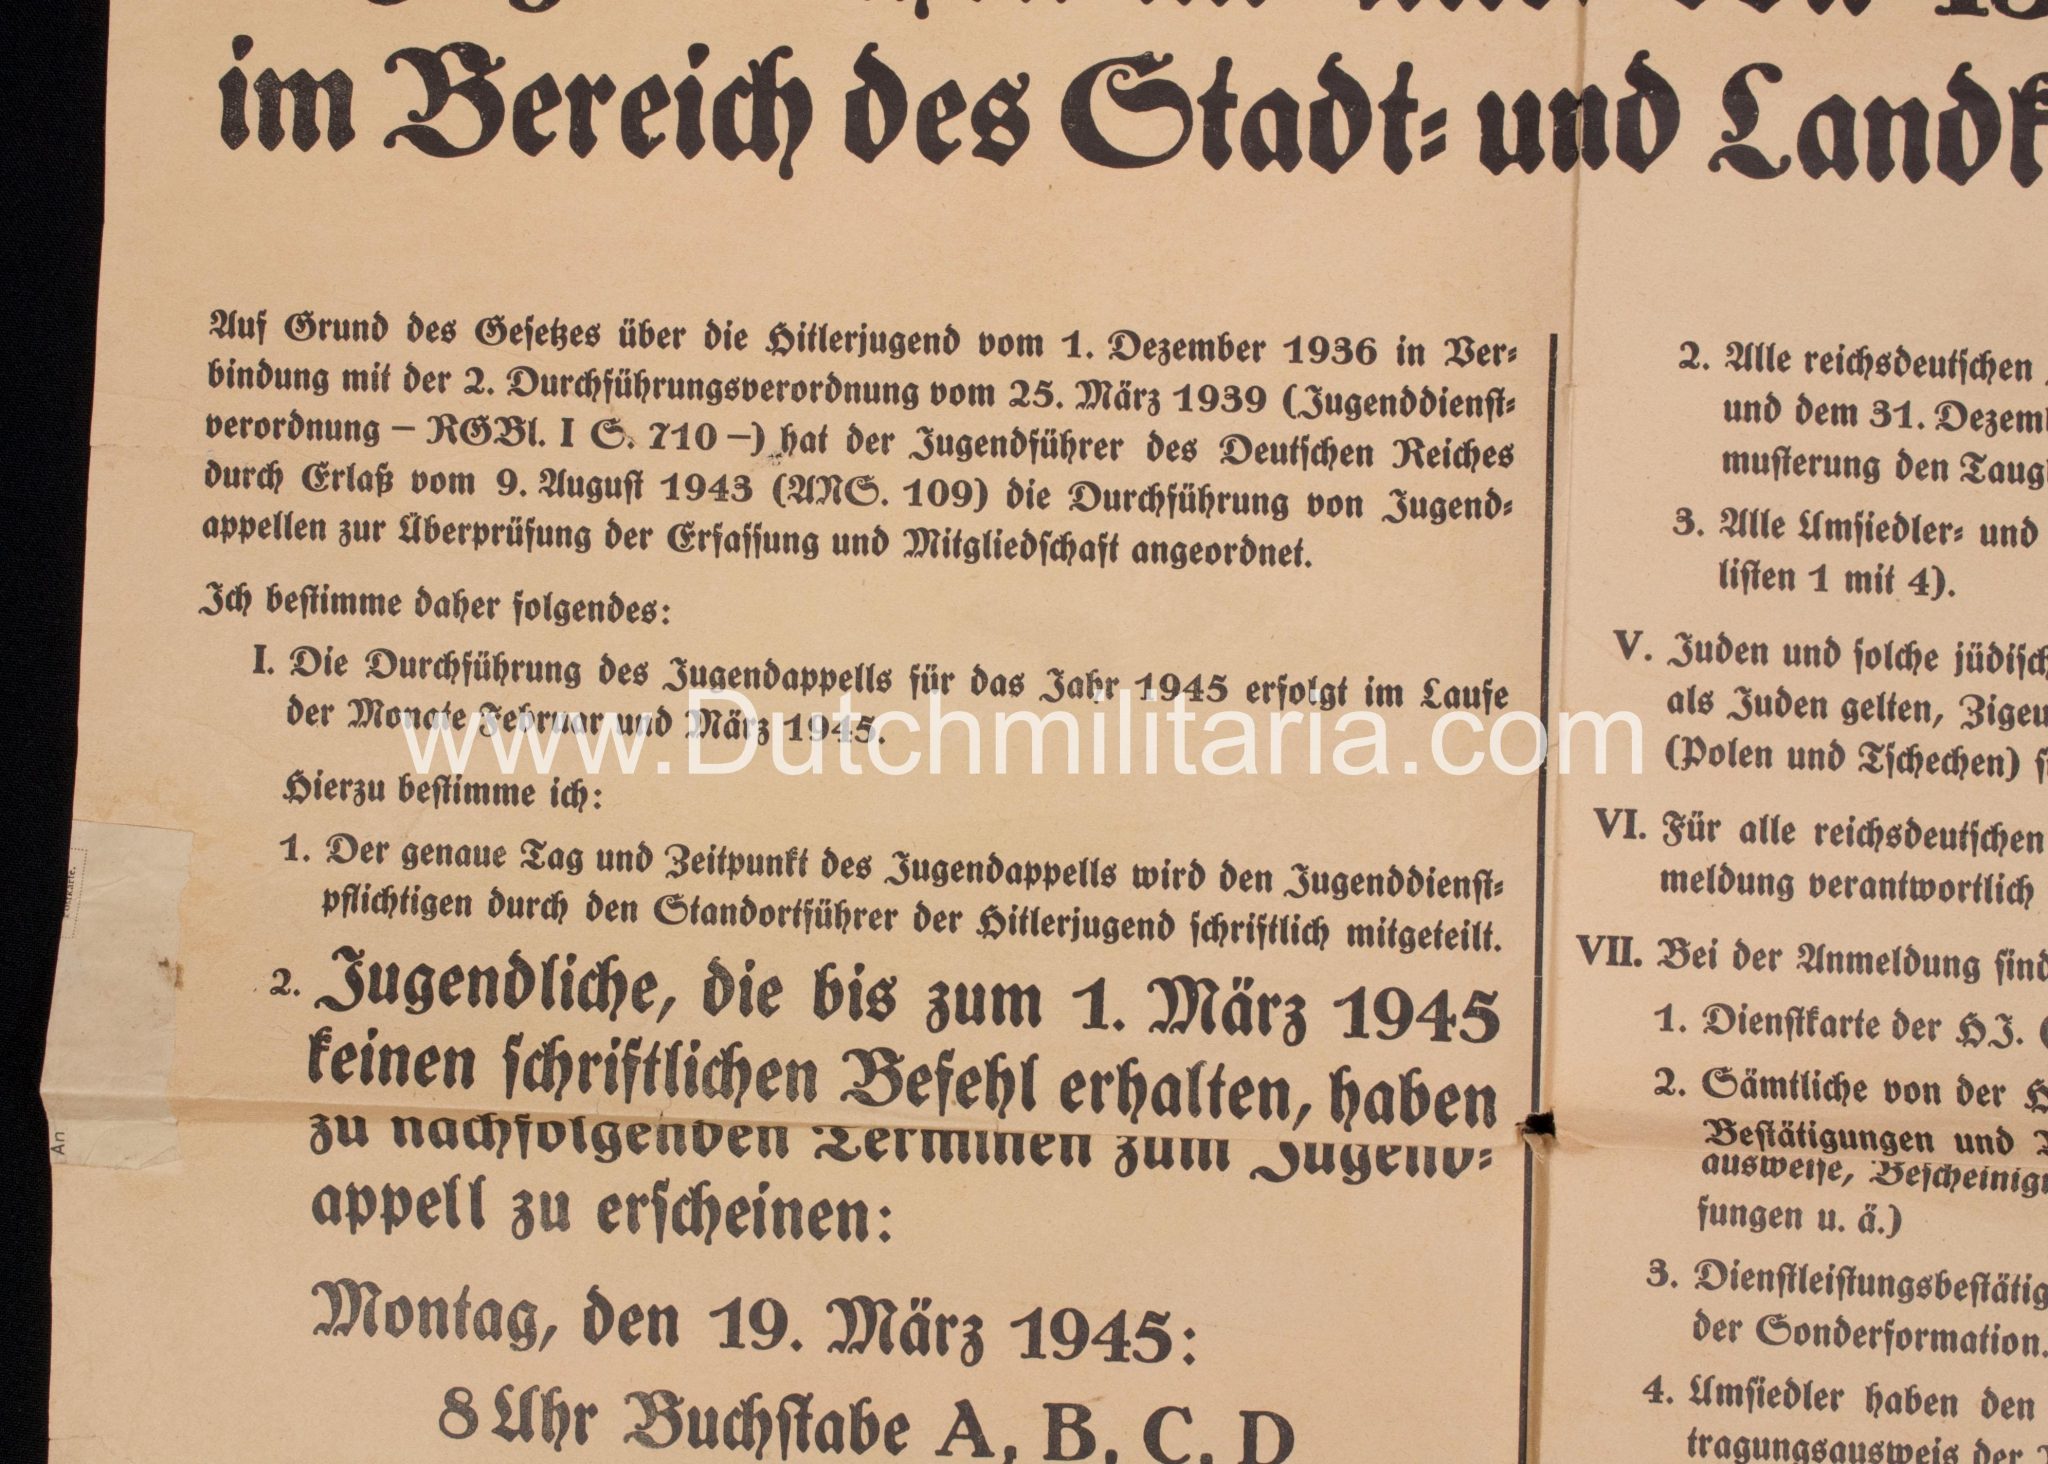 im Bereich des Stadt- und Landk
Auf Grund des Gesetzes über die Hitlerjugend vom 1. Dezember 1936 in Ver-
bindung mit der 2. Durchführungsverordnung vom 25. März 1939 (Jugenddienst-
verordnung – RGBl. I S. 710 –) hat der Jugendführer des Deutschen Reiches
durch Erlaß vom 9. August 1943 (ANS. 109) die Durchführung von Jugend-
appellen zur Überprüfung der Erfassung und Mitgliedschaft angeordnet.
Ich bestimme daher folgendes:
I. Die Durchführung des Jugendappells für das Jahr 1945 erfolgt im Laufe
der Monate Februar und März 1945.
Hierzu bestimme ich:
1. Der genaue Tag und Zeitpunkt des Jugendappells wird den Jugenddienst-
pflichtigen durch den Standortführer der Hitlerjugend schriftlich mitgeteilt.
2. Jugendliche, die bis zum 1. März 1945
keinen schriftlichen Befehl erhalten, haben
zu nachfolgenden Terminen zum Jugend-
appell zu erscheinen:
Montag, den 19. März 1945:
8 Uhr Buchstabe A, B, C, D
2. Alle reichsdeutschen
und dem 31. Dezem
musterung den Taug
3. Alle Umsiedler- und
listen 1 mit 4).
V. Juden und solche jüdisch
als Juden gelten, Zigeu
(Polen und Tschechen) s
VI. Für alle reichsdeutschen
meldung verantwortlich
VII. Bei der Anmeldung sind
1. Dienstkarte der HJ. (
2. Sämtliche von der H
Bestätigungen und
ausweise, Bescheinig
fungen u. ä.)
3. Dienstleistungsbestätig
der Sonderformation.
4. Umsiedler haben den
tragungsausweis der
www.Dutchmilitaria.com
An